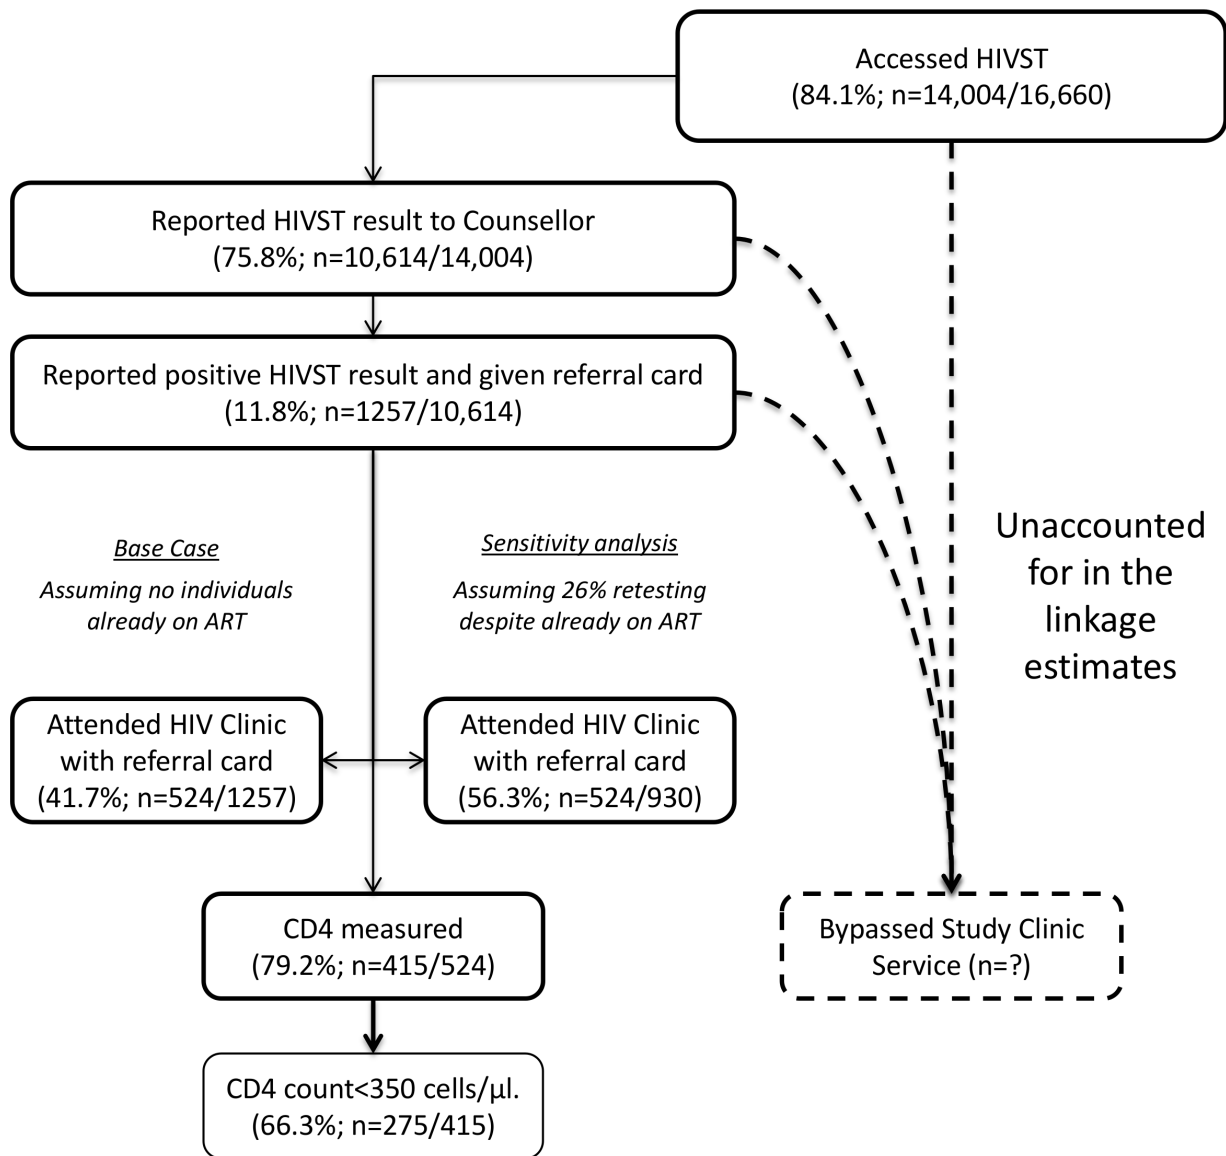 Accessed HIVST
(84.1%; n=14,004/16,660)
Reported HIVST result to Counsellor
(75.8%; n=10,614/14,004)
Reported positive HIVST result and given referral card
(11.8%; n=1257/10,614)
Base Case
Assuming no individuals
already on ART
Sensitivity analysis
Assuming 26% retesting
despite already on ART
Unaccounted
for in the
linkage
estimates
Attended HIV Clinic
with referral card
(41.7%; n=524/1257)
Attended HIV Clinic
with referral card
(56.3%; n=524/930)
CD4 measured
(79.2%; n=415/524)
Bypassed Study Clinic
Service (n=?)
CD4 count<350 cells/μl.
(66.3%; n=275/415)